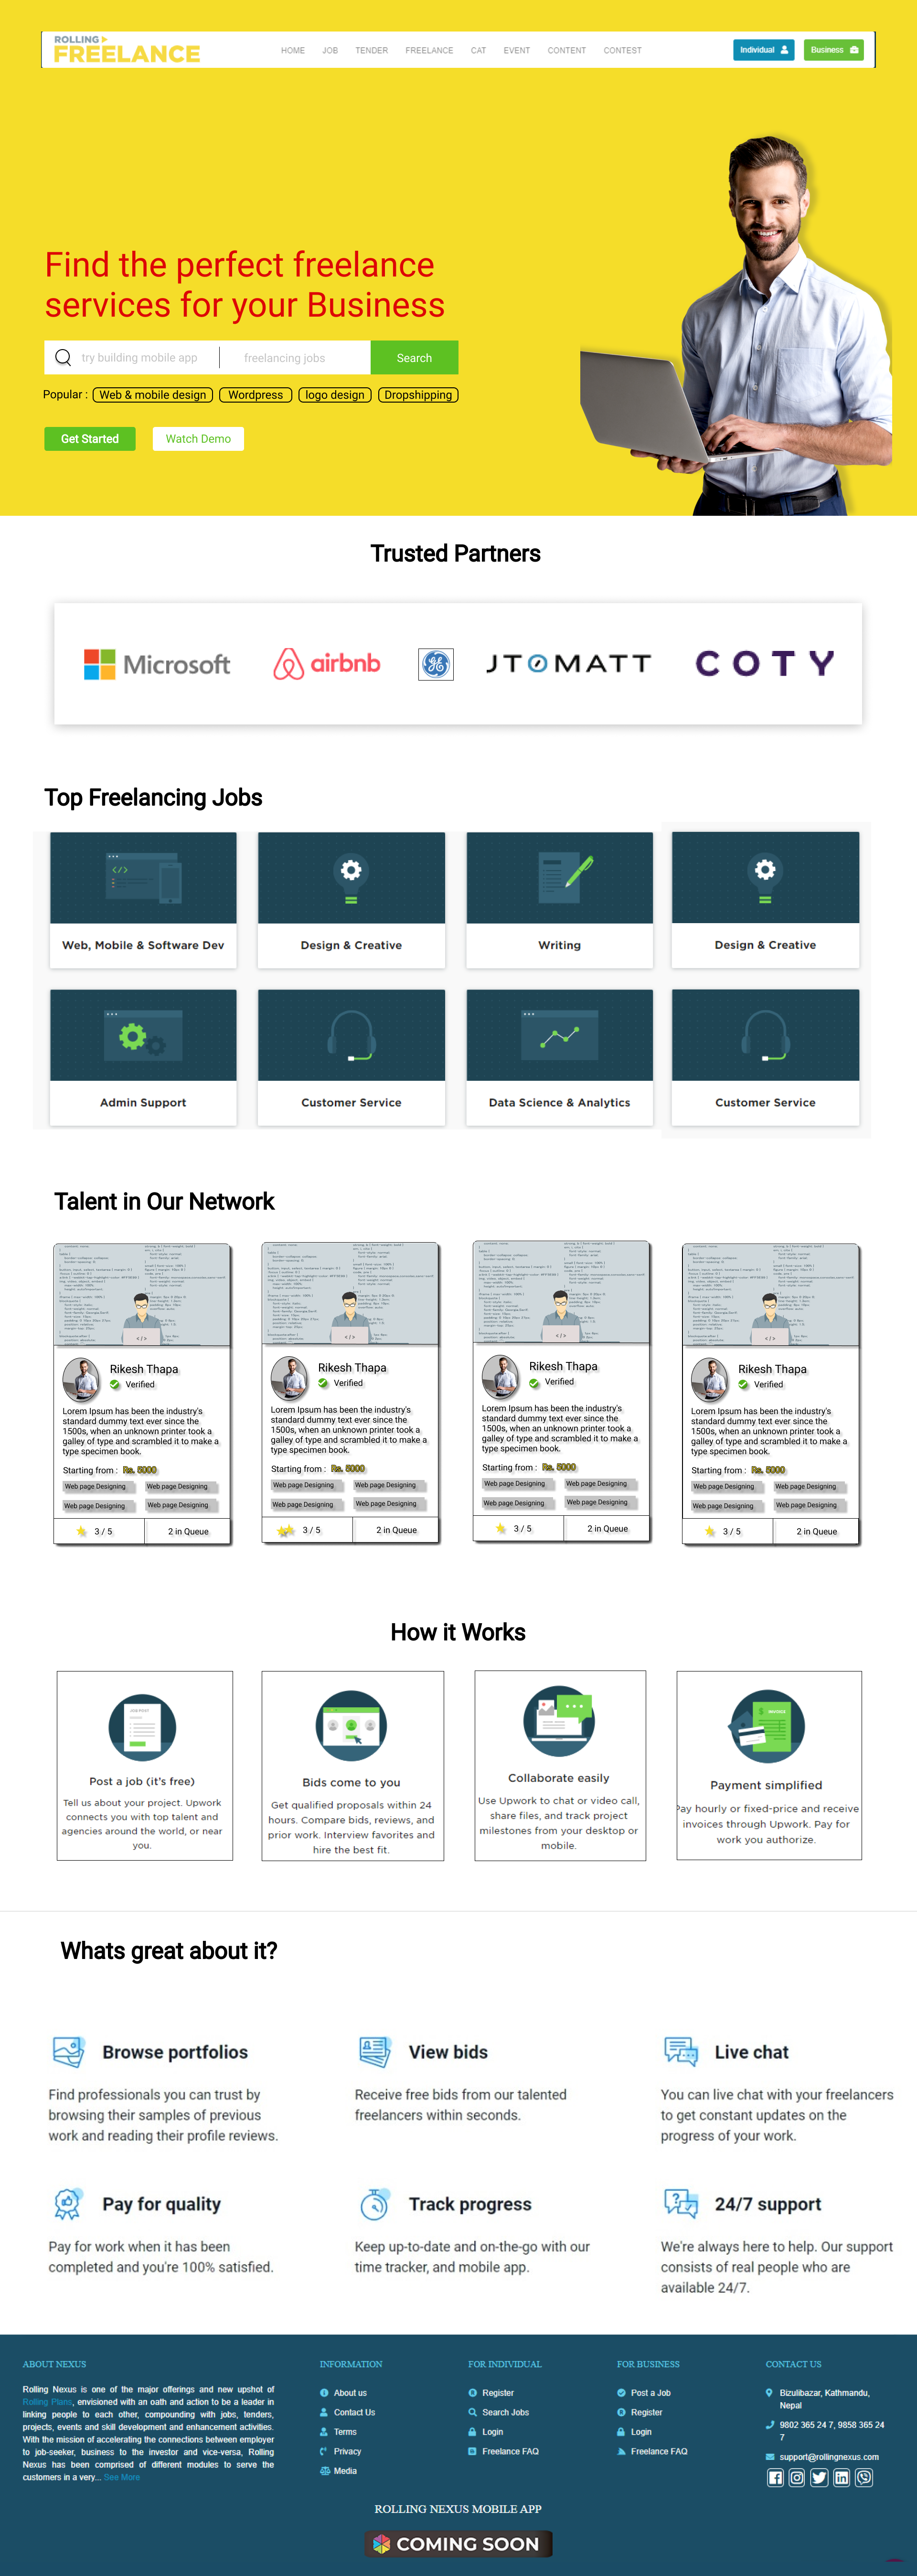 ROLLING
FREELANCE
HOME JOB TENDER FREELANCE CAT EVENT CONTENT CONTEST
Individual
Business
Find the perfect freelance
services for your Business
try building mobile app
freelancing jobs
Search
Popular : Web & mobile design Wordpress logo design Dropshipping
Get Started
Watch Demo
Trusted Partners
Microsoft
airbnb
JTOMATT
COTY
Top Freelancing Jobs
Web, Mobile & Software Dev
Design & Creative
Writing
Design & Creative
Admin Support
Customer Service
Data Science & Analytics
Customer Service
Talent in Our Network
Rikesh Thapa
Verified
Lorem Ipsum has been the industry's
standard dummy text ever since the
1500s, when an unknown printer took a
galley of type and scrambled it to make a
type specimen book.
Starting from : Rs. 5000
Web page Designing Web page Designing
Web page Designing Web page Designing
3 / 5
2 in Queue
Rikesh Thapa
Verified
Lorem Ipsum has been the industry's
standard dummy text ever since the
1500s, when an unknown printer took a
galley of type and scrambled it to make a
type specimen book.
Starting from : Rs. 5000
Web page Designing Web page Designing
Web page Designing Web page Designing
3 / 5
2 in Queue
Rikesh Thapa
Verified
Lorem Ipsum has been the industry's
standard dummy text ever since the
1500s, when an unknown printer took a
galley of type and scrambled it to make a
type specimen book.
Starting from : Rs. 5000
Web page Designing Web page Designing
Web page Designing Web page Designing
3 / 5
2 in Queue
Rikesh Thapa
Verified
Lorem Ipsum has been the industry's
standard dummy text ever since the
1500s, when an unknown printer took a
galley of type and scrambled it to make a
type specimen book.
Starting from : Rs. 5000
Web page Designing Web page Designing
Web page Designing Web page Designing
3 / 5
2 in Queue
How it Works
JOB POST
Post a job (it's free)
Tell us about your project. Upwork
connects you with top talent and
agencies around the world, or near
you.
Bids come to you
Get qualified proposals within 24
hours. Compare bids, reviews, and
prior work. Interview favorites and
hire the best fit.
Collaborate easily
Use Upwork to chat or video call,
share files, and track project
milestones from your desktop or
mobile.
INVOICE
Payment simplified
Pay hourly or fixed-price and receive
invoices through Upwork. Pay for
work you authorize.
Whats great about it?
Browse portfolios
Find professionals you can trust by
browsing their samples of previous
work and reading their profile reviews.
View bids
Receive free bids from our talented
freelancers within seconds.
Live chat
You can live chat with your freelancers
to get constant updates on the
progress of your work.
Pay for quality
Pay for work when it has been
completed and you're 100% satisfied.
Track progress
Keep up-to-date and on-the-go with our
time tracker, and mobile app.
24/7 support
We're always here to help. Our support
consists of real people who are
available 24/7.
ABOUT NEXUS
Rolling Nexus is one of the major offerings and new upshot of
Rolling Plans, envisioned with an oath and action to be a leader in
linking people to each other, compounding with jobs, tenders,
projects, events and skill development and enhancement activities.
With the mission of accelerating the connections between employer
to job-seeker, business to the investor and vice-versa, Rolling
Nexus has been comprised of different modules to serve the
customers in a very... See More
INFORMATION
About us
Contact Us
Terms
Privacy
Media
FOR INDIVIDUAL
Register
Search Jobs
Login
Freelance FAQ
FOR BUSINESS
Post a Job
Register
Login
Freelance FAQ
CONTACT US
Bizulibazar, Kathmandu,
Nepal
9802 365 24 7, 9858 365 24
7
support@rollingnexus.com
ROLLING NEXUS MOBILE APP
COMING SOON